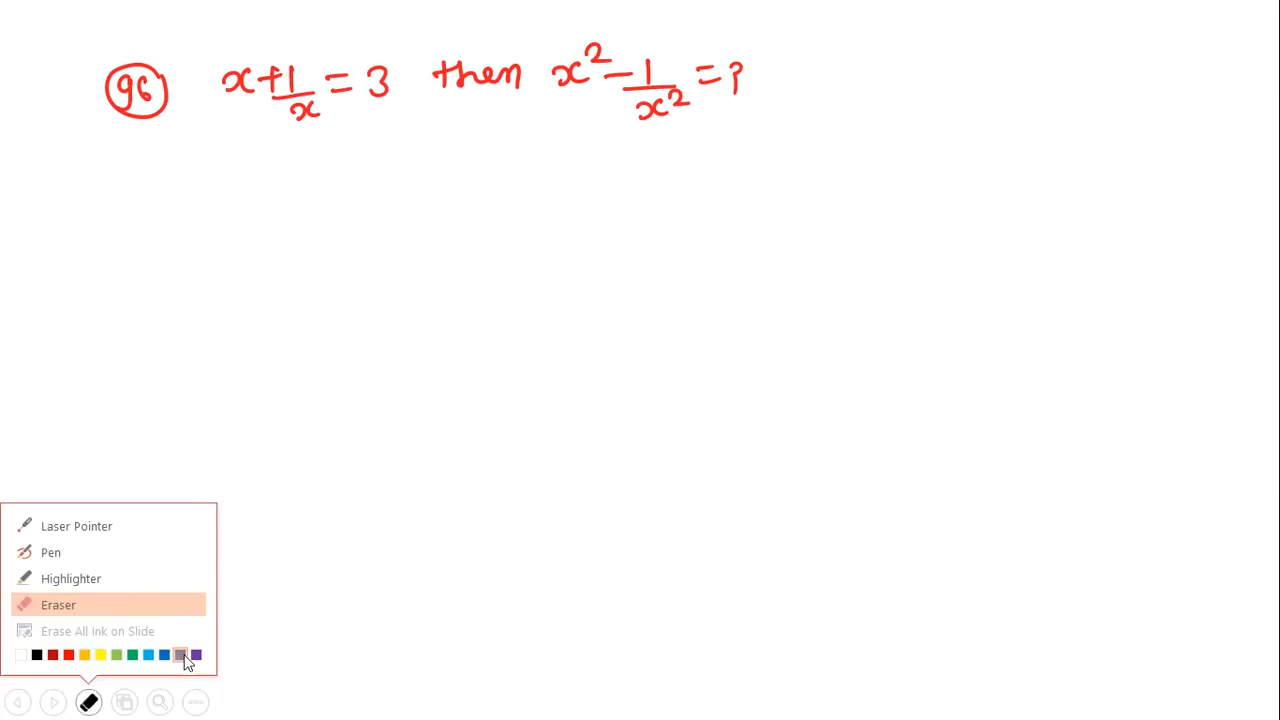 96 x + 1/x = 3 then x² - 1/x² = ?
Laser Pointer
Pen
Highlighter
Eraser
Erase All Ink on Slide